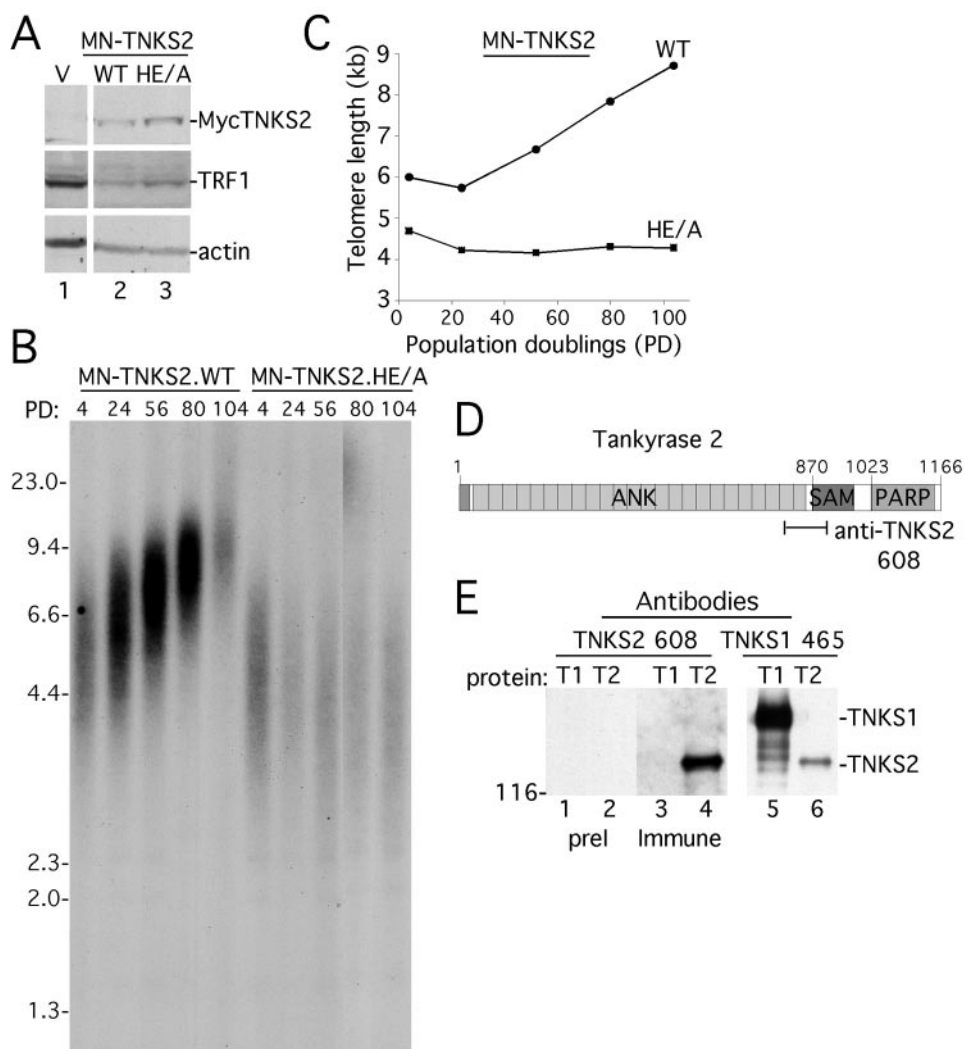 A
MN-TNKS2
V WT HE/A
-MycTNKS2
-TRF1
-actin
1 2 3
C
MN-TNKS2
WT
HE/A
Telomere length (kb)
9
8
7
6
5
4
3
0 20 40 60 80 100
Population doublings (PD)
B
MN-TNKS2.WT MN-TNKS2.HE/A
PD: 4 24 56 80 104 4 24 56 80 104
23.0-
9.4-
6.6-
4.4-
2.3-
2.0-
1.3-
D
Tankyrase 2
1 870 1023 1166
ANK SAM PARP
anti-TNKS2
608
E
Antibodies
TNKS2 608 TNKS1 465
protein: T1 T2 T1 T2 T1 T2
-TNKS1
-TNKS2
116-
1 2 3 4 5 6
preI Immune